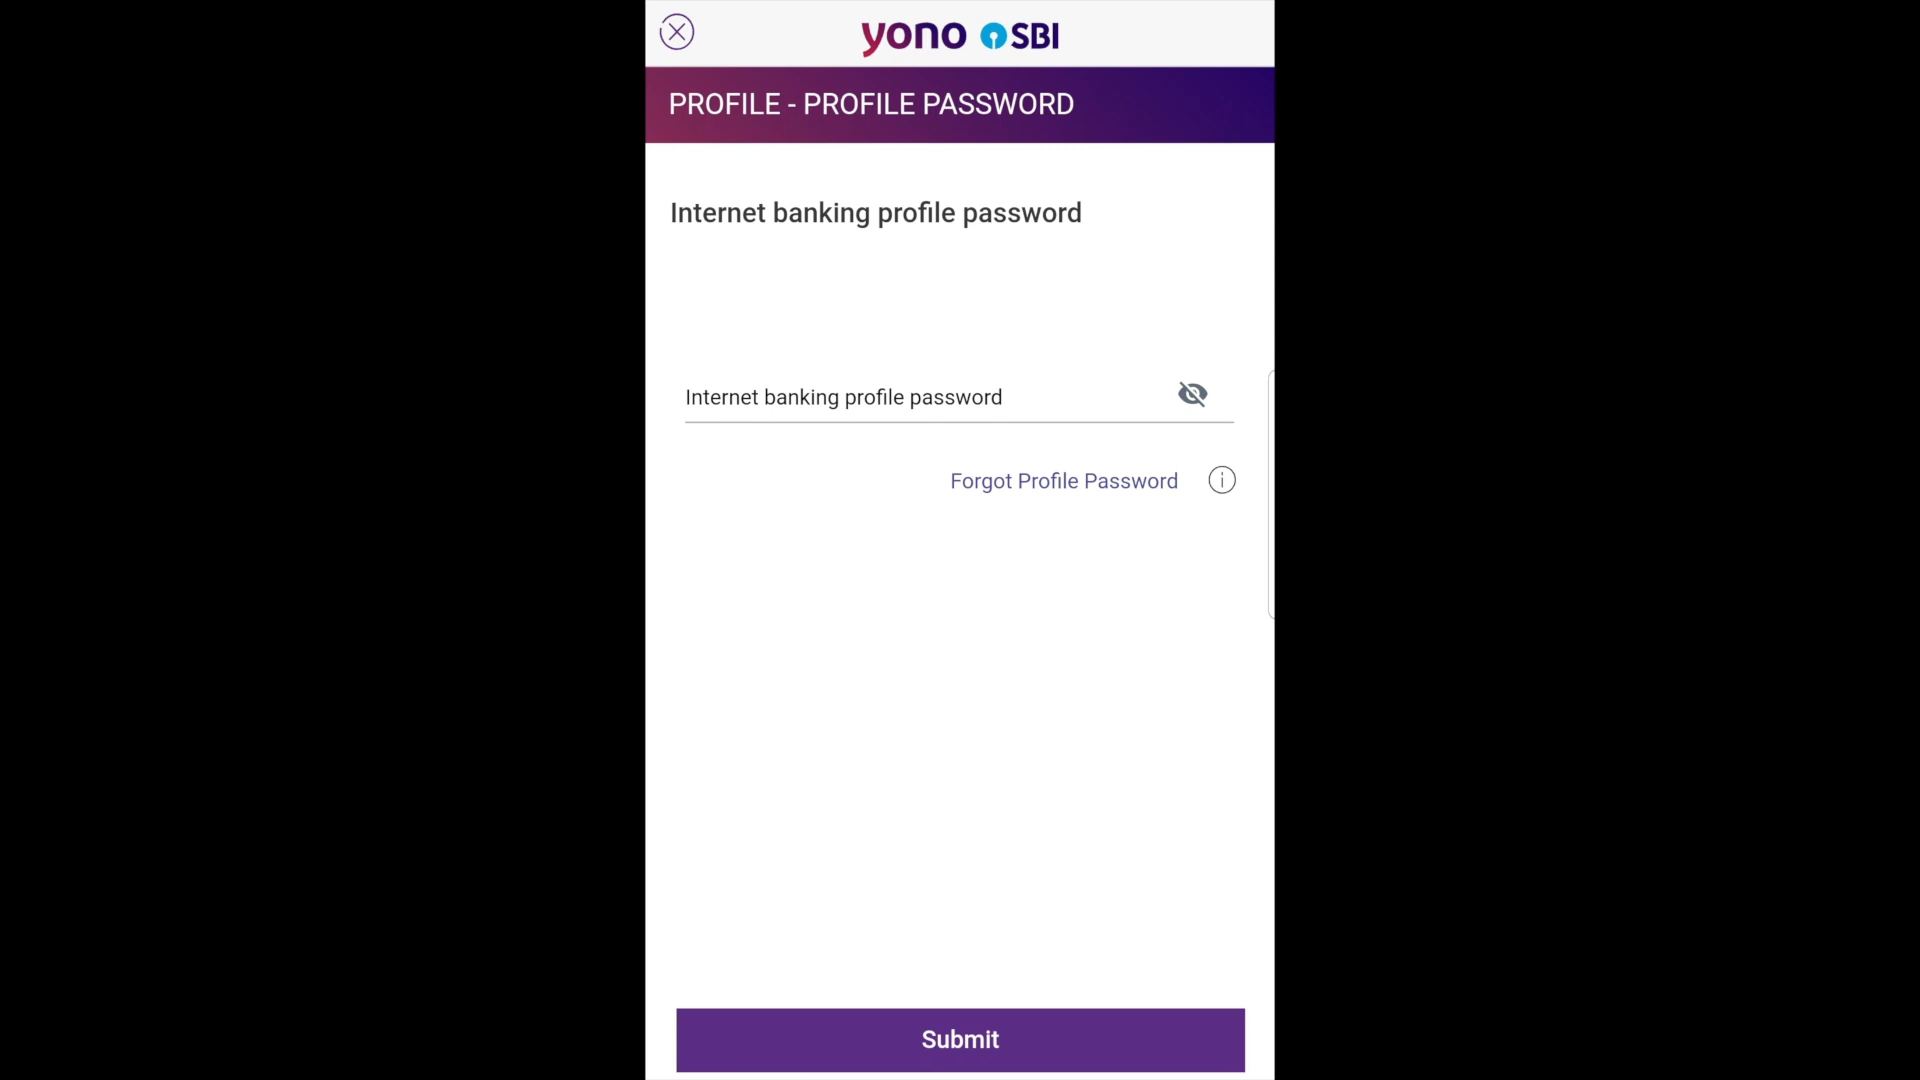 yono SBI
PROFILE - PROFILE PASSWORD
Internet banking profile password
Internet banking profile password
Forgot Profile Password
Submit